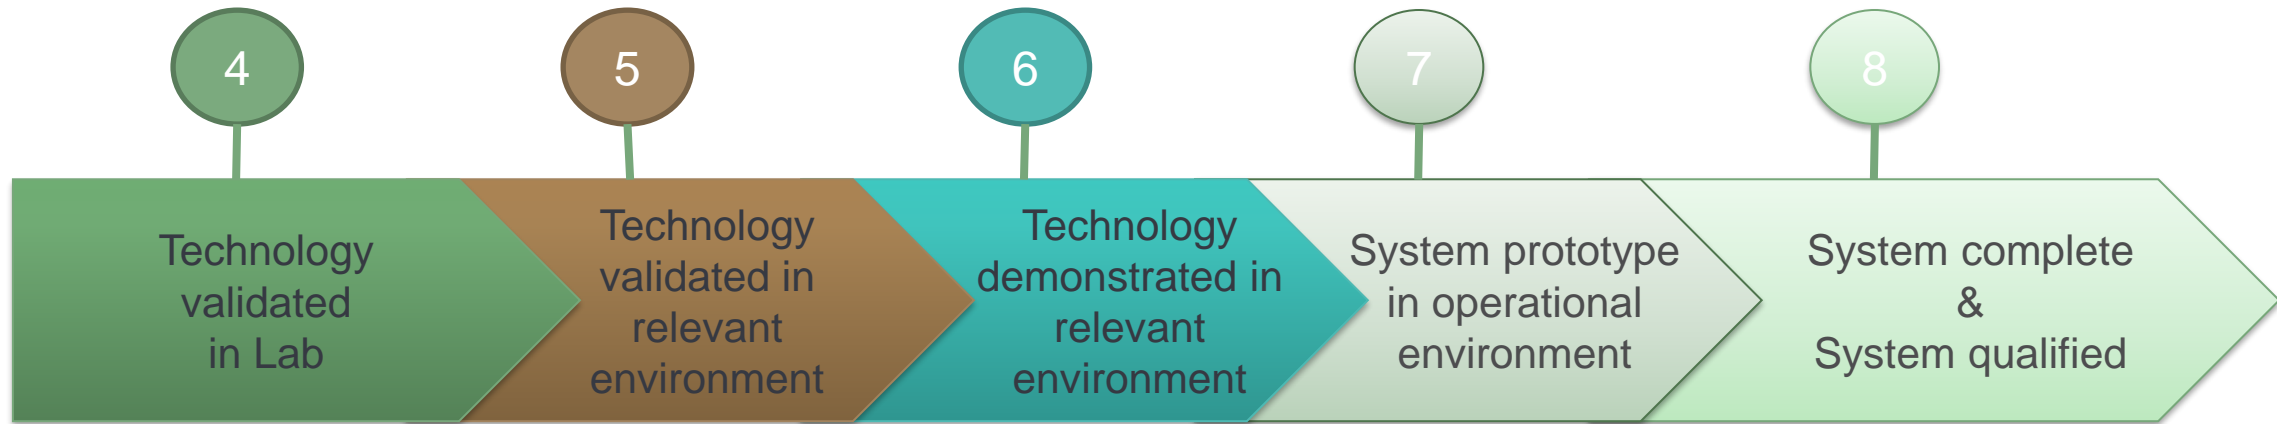 4
5
6
7
8
Technology
validated
in Lab
Technology
validated in
relevant
environment
Technology
demonstrated in
relevant
environment
System prototype
in operational
environment
System complete
&
System qualified